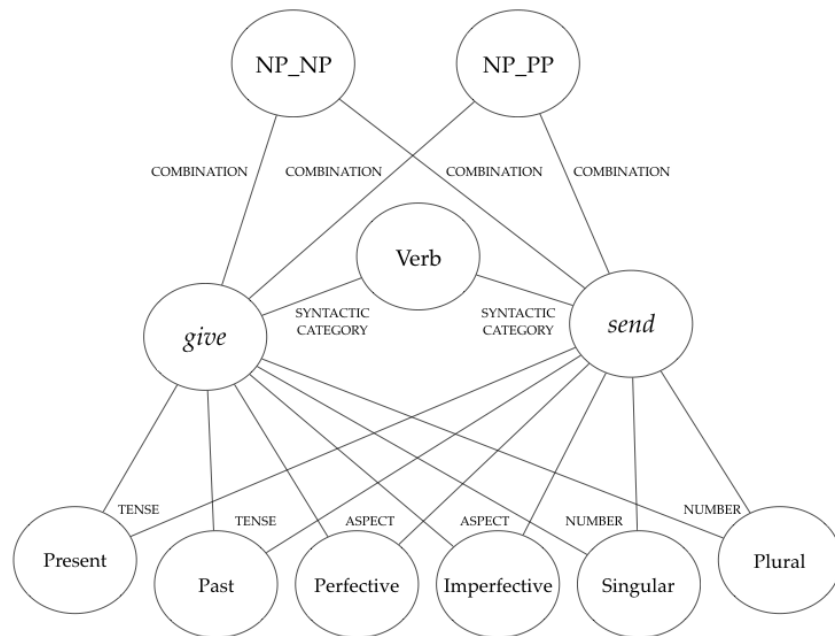 NP_NP
NP_PP
COMBINATION
COMBINATION
COMBINATION
COMBINATION
Verb
give
SYNTACTIC
CATEGORY
SYNTACTIC
CATEGORY
send
TENSE
TENSE
ASPECT
ASPECT
NUMBER
NUMBER
Present
Past
Perfective
Imperfective
Singular
Plural